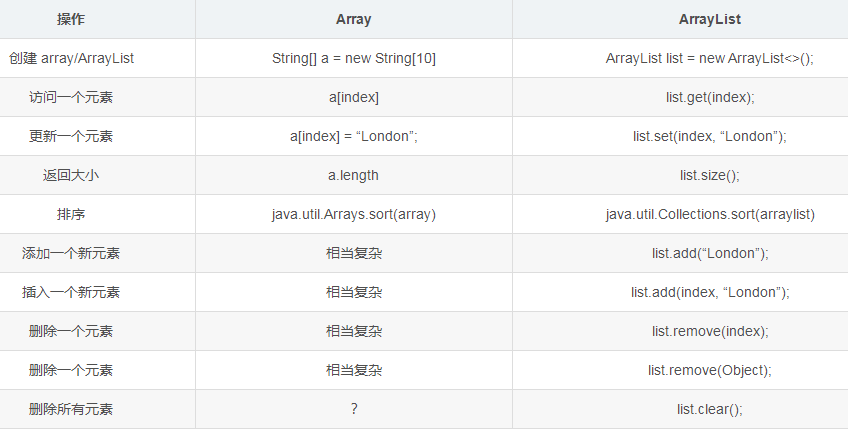 操作 Array ArrayList
创建 array/ArrayList String[] a = new String[10] ArrayList list = new ArrayList<>();
访问一个元素 a[index] list.get(index);
更新一个元素 a[index] = “London”; list.set(index, “London”);
返回大小 a.length list.size();
排序 java.util.Arrays.sort(array) java.util.Collections.sort(arraylist)
添加一个新元素 相当复杂 list.add(“London”);
插入一个新元素 相当复杂 list.add(index, “London”);
删除一个元素 相当复杂 list.remove(index);
删除一个元素 相当复杂 list.remove(Object);
删除所有元素 ？ list.clear();